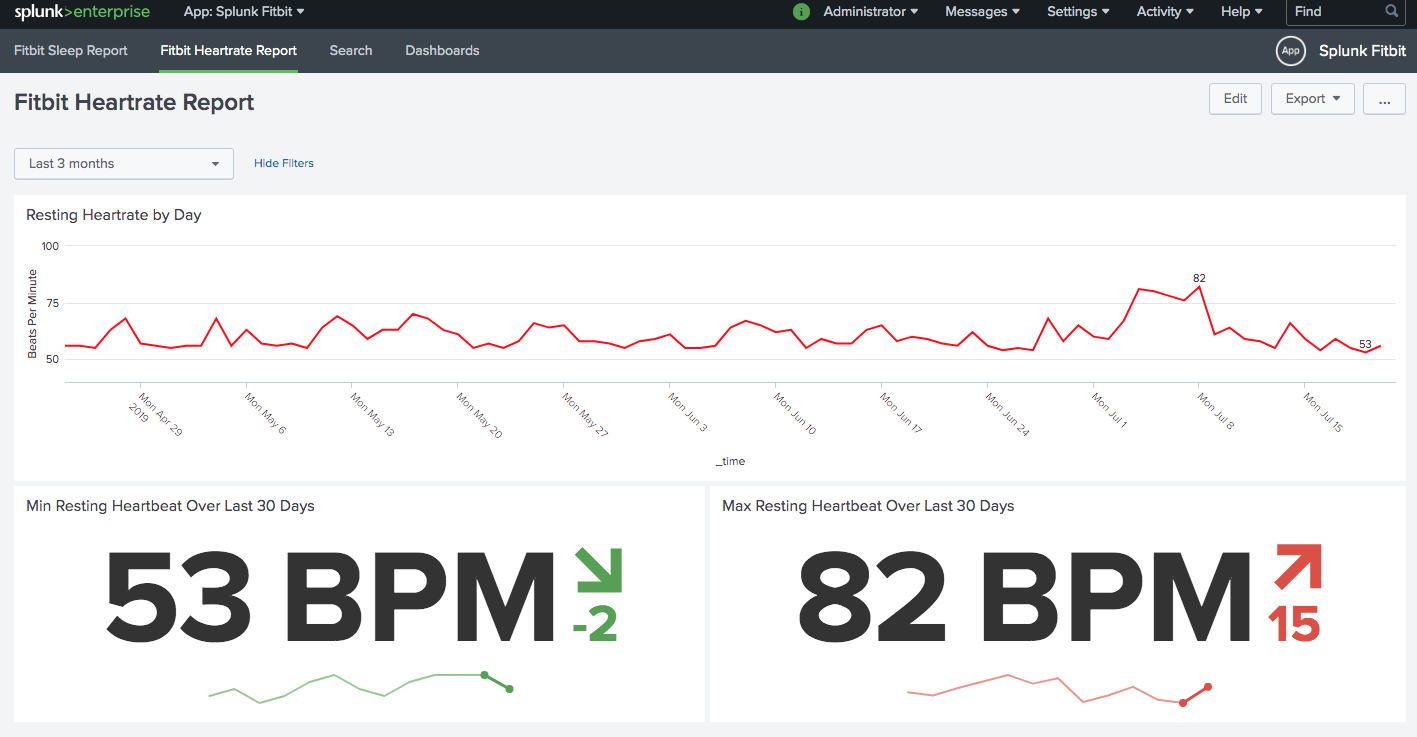 splunk>enterprise App: Splunk Fitbit i Administrator Messages Settings Activity Help Find
Fitbit Sleep Report Fitbit Heartrate Report Search Dashboards App Splunk Fitbit
Fitbit Heartrate Report Edit Export ...
Last 3 months Hide Filters
Resting Heartrate by Day
100
75
50
Beats Per Minute
82
53
Mon Apr 29
2019
Mon May 6
Mon May 13
Mon May 20
Mon May 27
Mon Jun 3
Mon Jun 10
Mon Jun 17
Mon Jun 24
Mon Jul 1
Mon Jul 8
Mon Jul 15
_time
Min Resting Heartbeat Over Last 30 Days
53 BPM
-2
Max Resting Heartbeat Over Last 30 Days
82 BPM
15